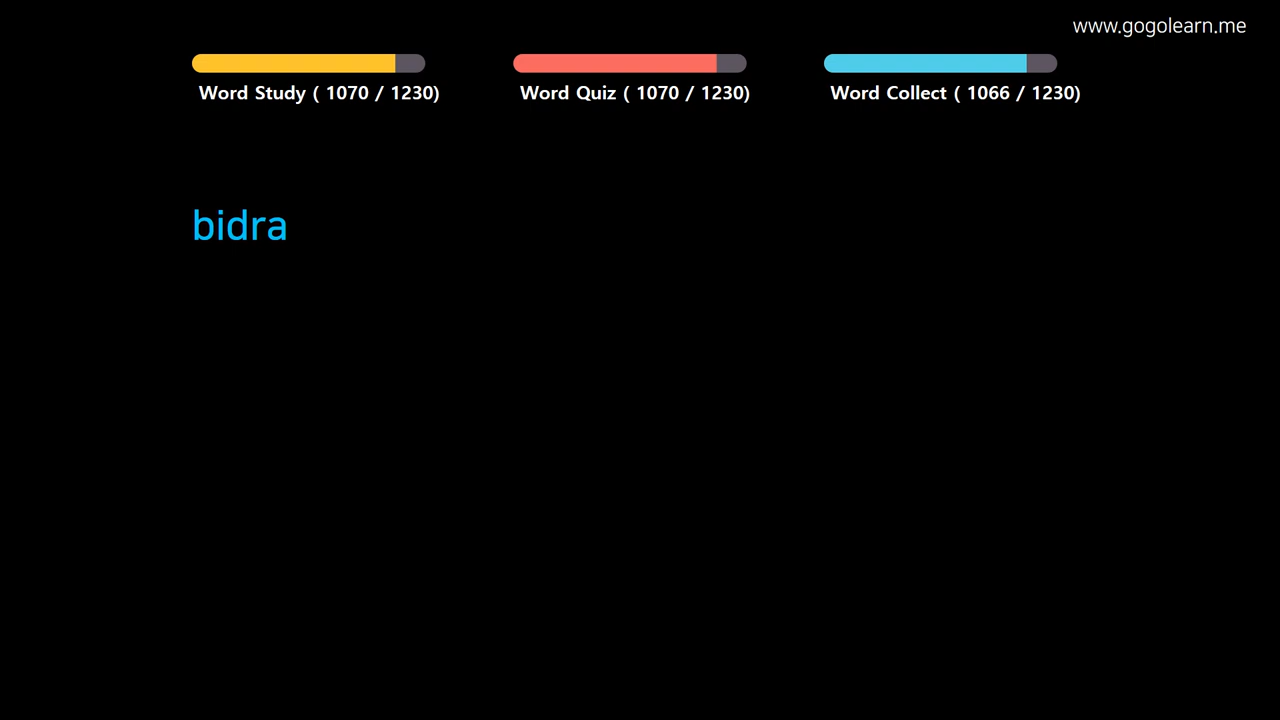 www.gogolearn.me
Word Study ( 1070 / 1230)
Word Quiz ( 1070 / 1230)
Word Collect ( 1066 / 1230)
bidra